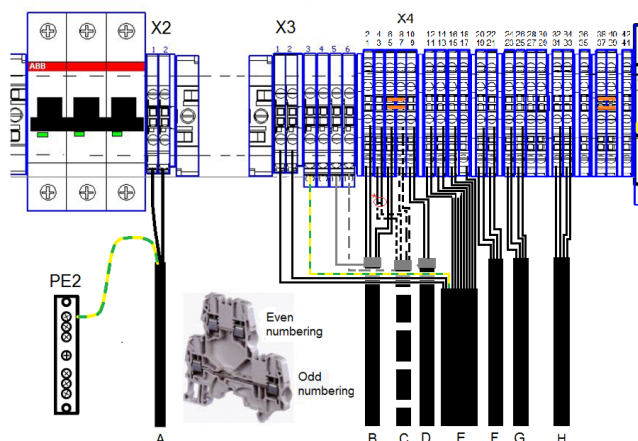 X2
X3
X4
ABB
1 2
1 2
3 4 5 6
2 4 6 8 10 12 14 16 18 20 22 24 26 28 30 32 34 36 38 40 42
1 3 5 7 9 11 13 15 17 19 21 23 25 27 29 31 33 35 37 39 41
PE2
Even
numbering
Odd
numbering
A
B
C
D
E
F
G
H